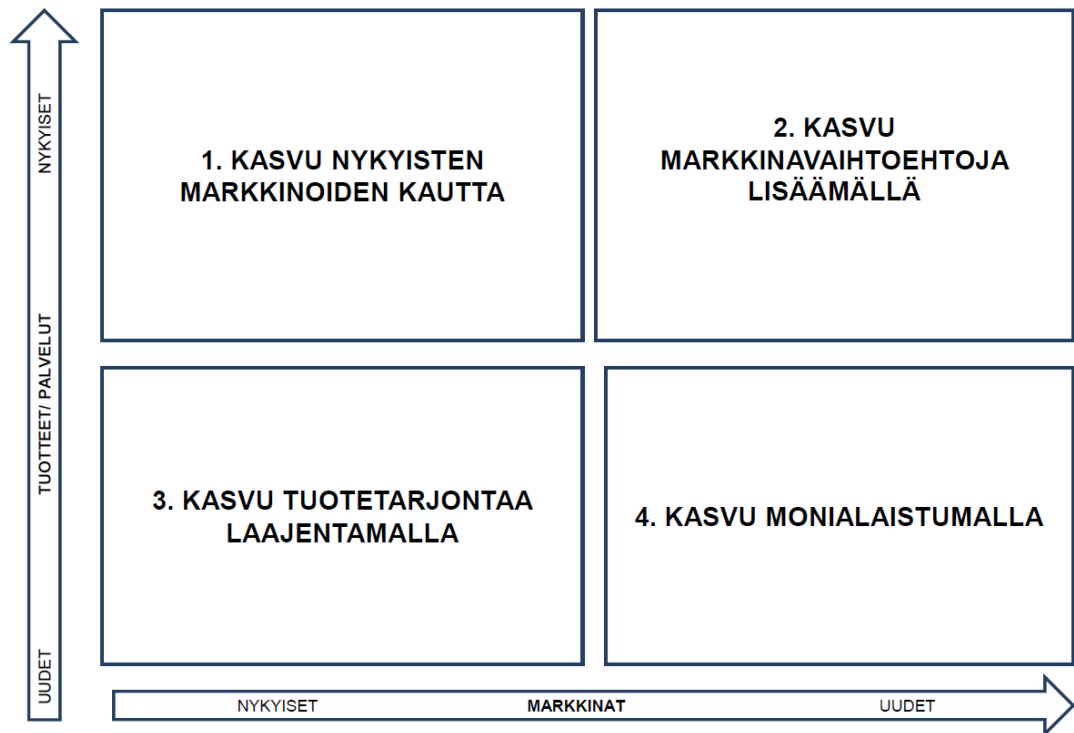 NYKYISET
TUOTTEET/ PALVELUT
UUDET
1. KASVU NYKYISTEN
MARKKINOIDEN KAUTTA
2. KASVU
MARKKINAVAIHTOEHTOJA
LISÄÄMÄLLÄ
3. KASVU TUOTETARJONTAA
LAAJENTAMALLA
4. KASVU MONIALAISTUMALLA
NYKYISET
MARKKINAT
UUDET